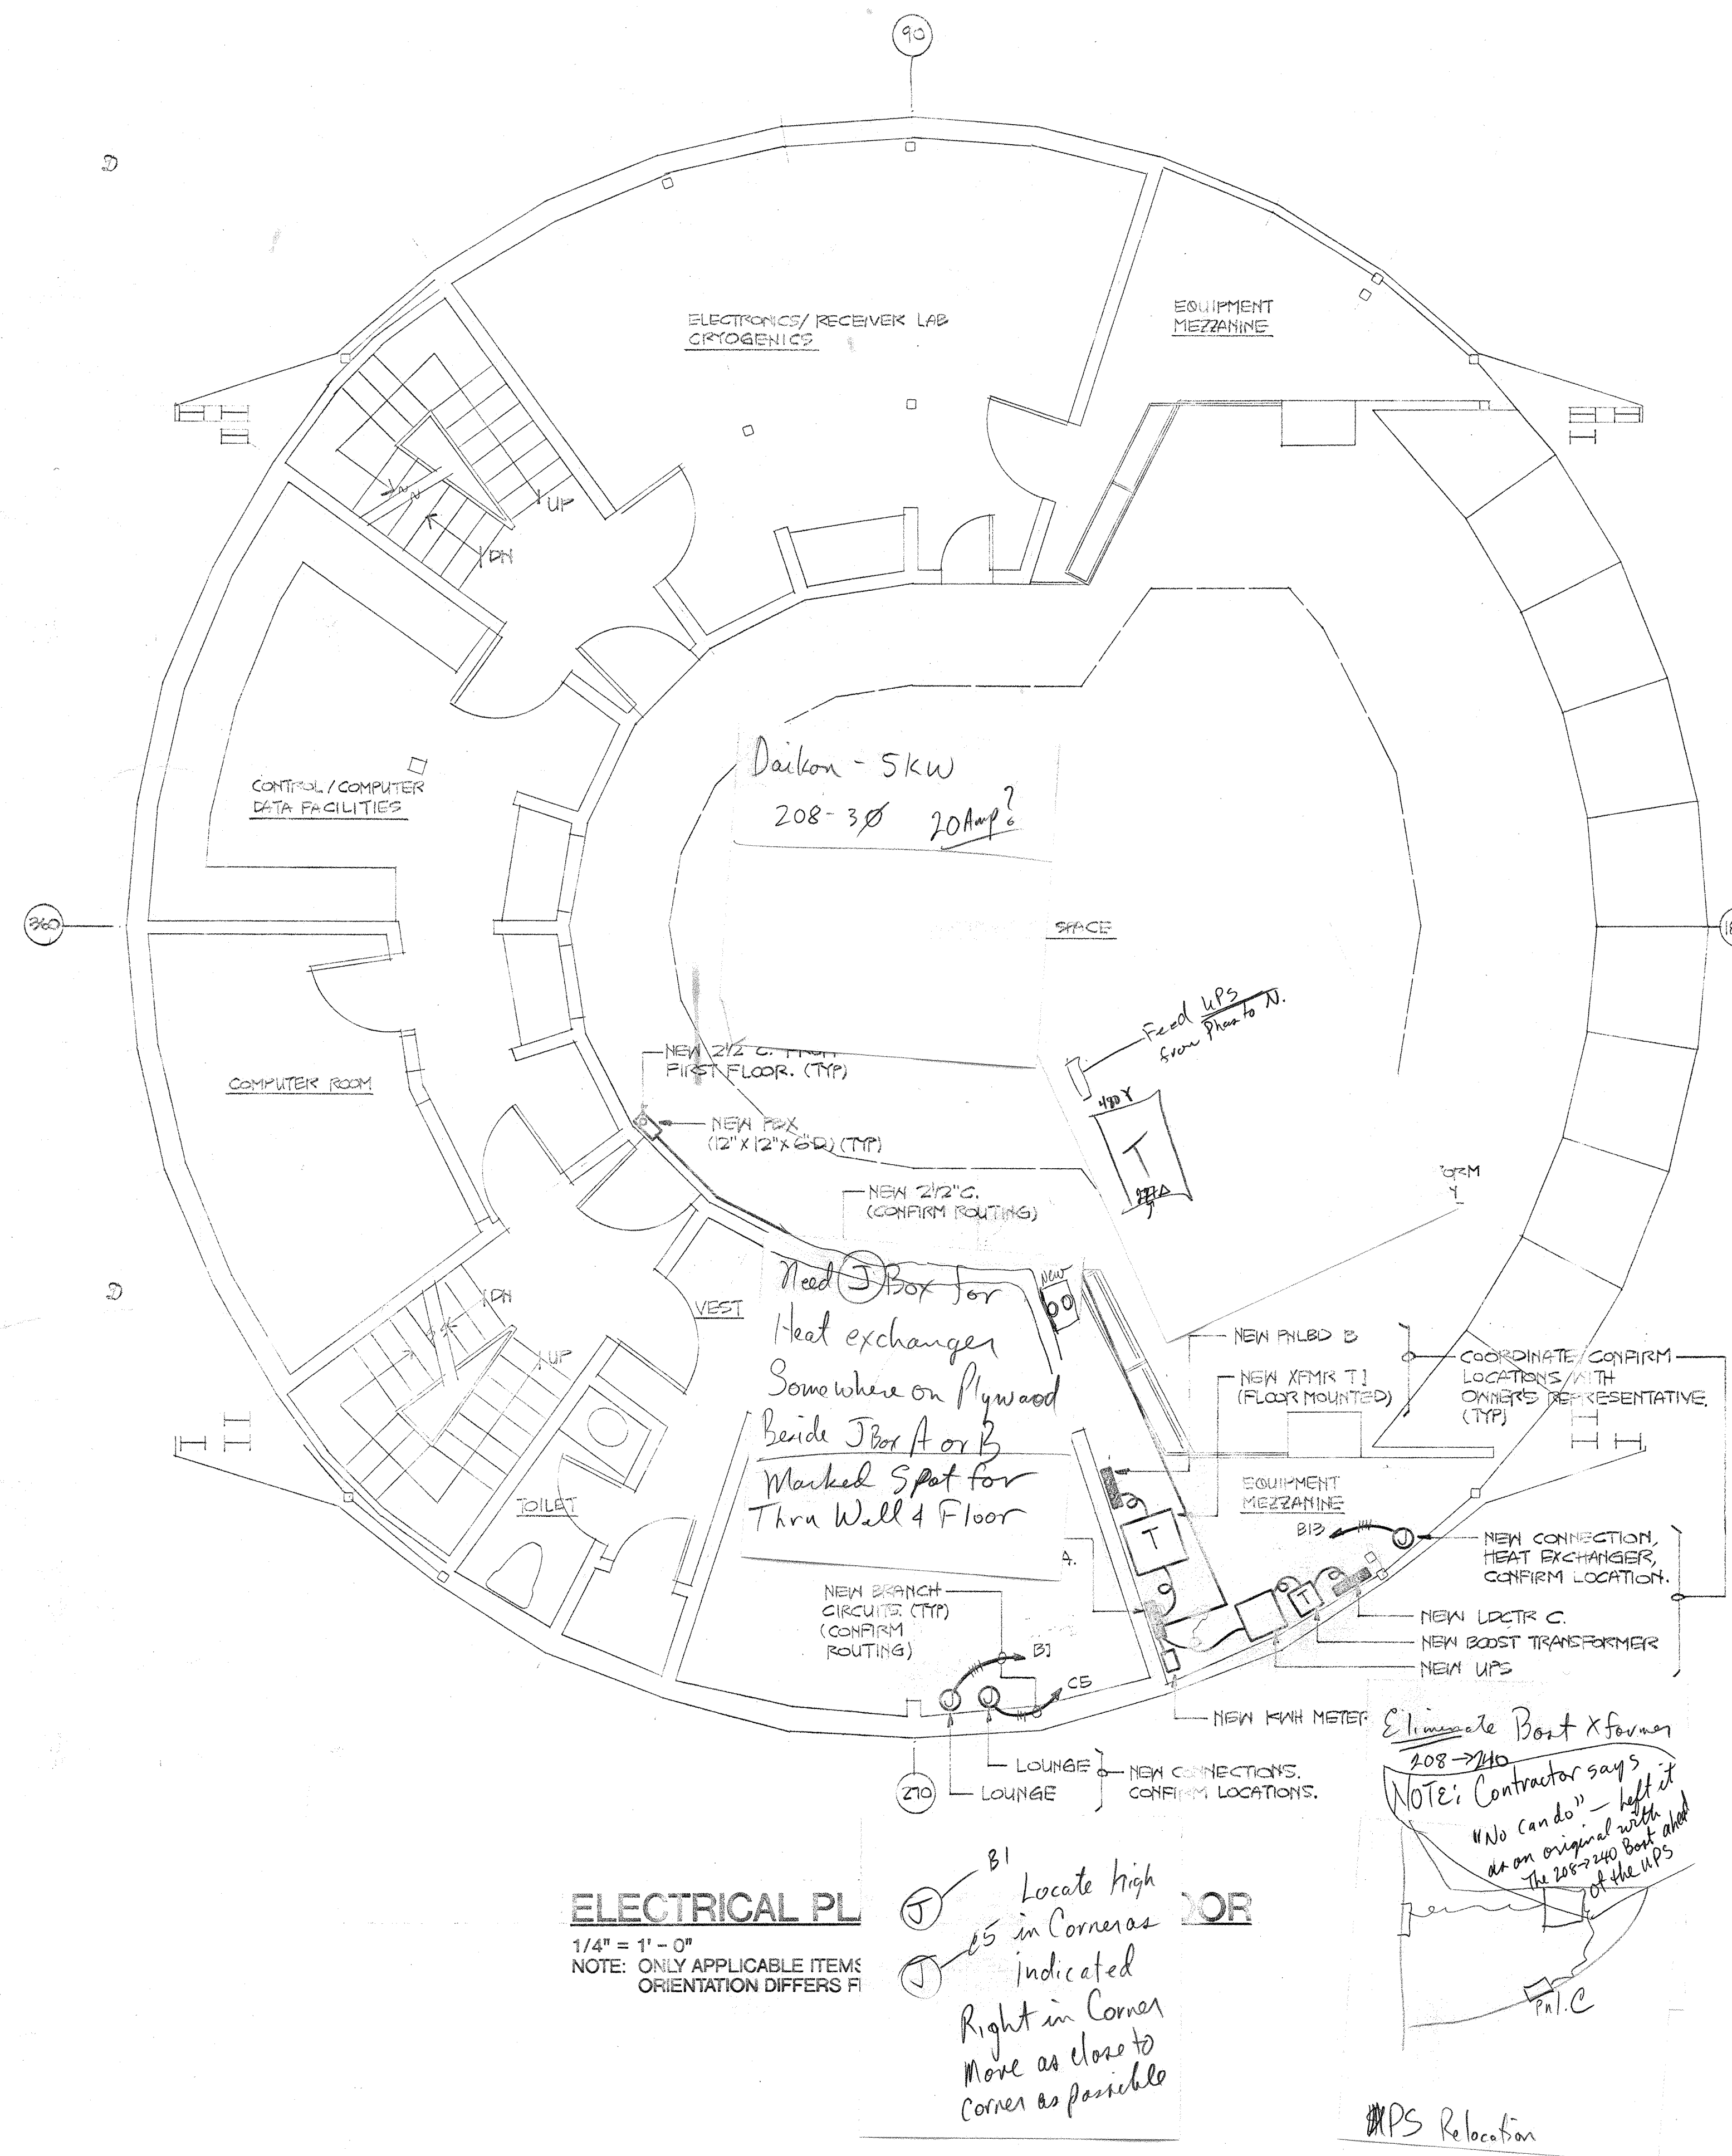 90
D
ELECTRONICS/RECEIVER LAB
CRYOGENICS
EQUIPMENT
MEZZANINE
UP
DN
CONTROL/COMPUTER
DATA FACILITIES
Daikon - 5KW
208-3Ø 20Amp?
360
SPACE
Feed UPS
from Phase to N.
COMPUTER ROOM
NEW 2 1/2" C. FROM
FIRST FLOOR. (TYP)
480Y
T
NEW PBX
(12" X 12" X 6"D) (TYP)
NEW 2 1/2" C.
(CONFIRM ROUTING)
ORM
Y
D
Need J Box for
Heat exchanger
Somewhere on Plywood
Beside J Box A or B
Marked Spot for
Thru Wall & Floor
NEW
DN
UP
VEST
TOILET
NEW PNLBD B
NEW XFMR T1
(FLOOR MOUNTED)
COORDINATE/CONFIRM
LOCATIONS WITH
OWNER'S REPRESENTATIVE.
(TYP)
EQUIPMENT
MEZZANINE
T
B13
J
NEW CONNECTION,
HEAT EXCHANGER,
CONFIRM LOCATION.
A.
T
NEW BRANCH
CIRCUITS. (TYP)
(CONFIRM
ROUTING)
B1
C5
J
J
NEW LDCTR C.
NEW BOOST TRANSFORMER
NEW UPS
NEW KWH METER
LOUNGE
LOUNGE
NEW CONNECTIONS.
CONFIRM LOCATIONS.
270
Eliminate Boost Xformer
208→240
NOTE: Contractor says
"No can do" – Left it
as an original with
The 208→240 Boost ahead
of the UPS
ELECTRICAL PL
OOR
1/4" = 1' - 0"
NOTE: ONLY APPLICABLE ITEMS
ORIENTATION DIFFERS F
J B1
J C5
Locate high
in Corner as
indicated
Right in Corner
Move as close to
Corner as possible
Pnl. C
UPS Relocation